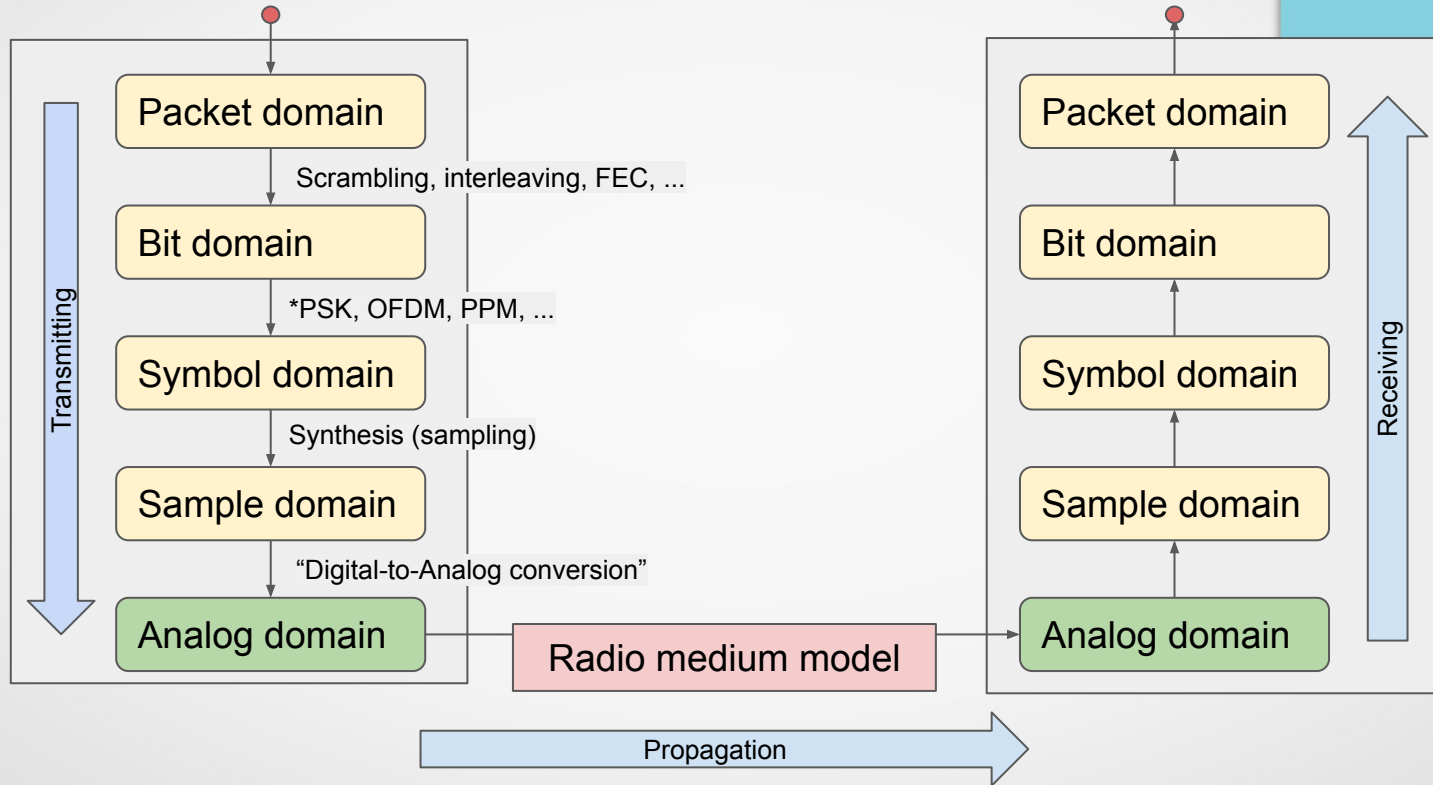 Packet domain
Scrambling, interleaving, FEC, ...
Bit domain
*PSK, OFDM, PPM, ...
Symbol domain
Synthesis (sampling)
Sample domain
“Digital-to-Analog conversion”
Analog domain
Transmitting
Radio medium model
Propagation
Packet domain
Bit domain
Symbol domain
Sample domain
Analog domain
Receiving